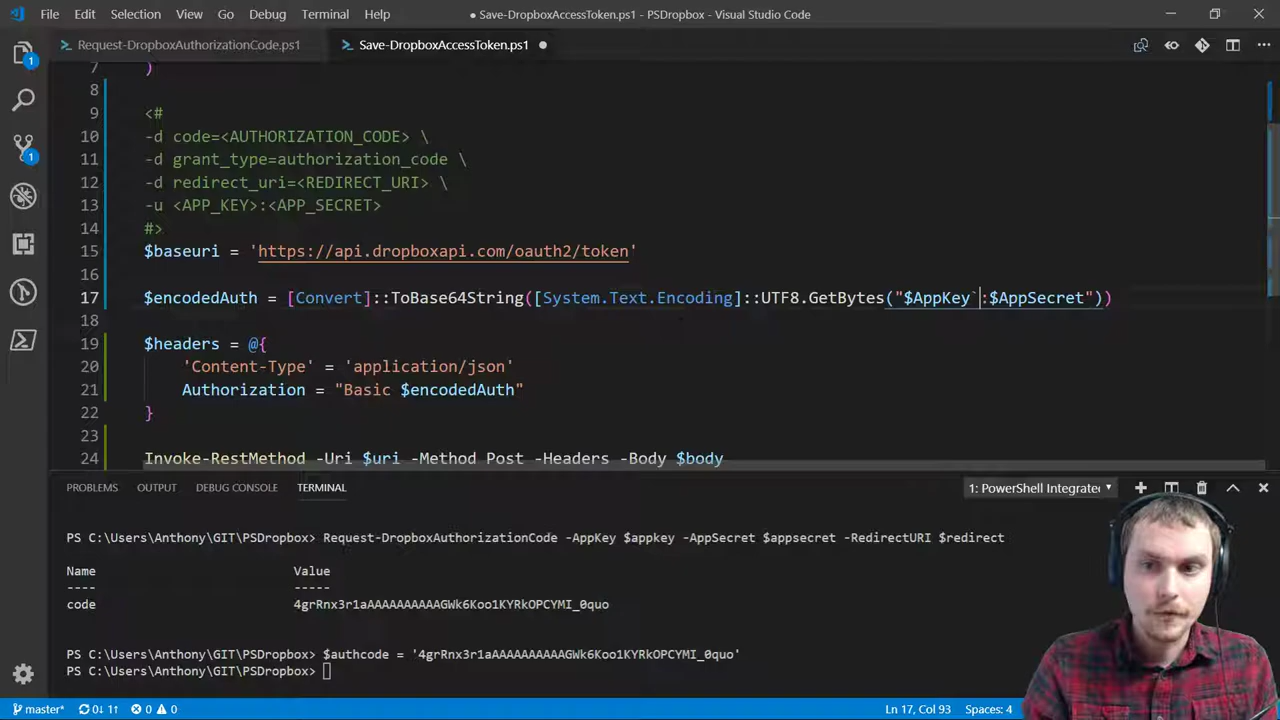 File Edit Selection View Go Debug Terminal Help
● Save-DropboxAccessToken.ps1 - PSDropbox - Visual Studio Code
Request-DropboxAuthorizationCode.ps1
Save-DropboxAccessToken.ps1 ●
7 )
8
9 <#
10 -d code=<AUTHORIZATION_CODE> \
11 -d grant_type=authorization_code \
12 -d redirect_uri=<REDIRECT_URI> \
13 -u <APP_KEY>:<APP_SECRET>
14 #>
15 $baseuri = 'https://api.dropboxapi.com/oauth2/token'
16
17 $encodedAuth = [Convert]::ToBase64String([System.Text.Encoding]::UTF8.GetBytes("$AppKey`:$AppSecret"))
18
19 $headers = @{
20 'Content-Type' = 'application/json'
21 Authorization = "Basic $encodedAuth"
22 }
23
24 Invoke-RestMethod -Uri $uri -Method Post -Headers -Body $body
PROBLEMS OUTPUT DEBUG CONSOLE TERMINAL
1: PowerShell Integrate
PS C:\Users\Anthony\GIT\PSDropbox> Request-DropboxAuthorizationCode -AppKey $appkey -AppSecret $appsecret -RedirectURI $redirect
Name Value
---- -----
code 4grRnx3r1aAAAAAAAAAAGWk6Koo1KYRkOPCYMI_0quo
PS C:\Users\Anthony\GIT\PSDropbox> $authcode = '4grRnx3r1aAAAAAAAAAAGWk6Koo1KYRkOPCYMI_0quo'
PS C:\Users\Anthony\GIT\PSDropbox>
1
1
master* 0↓ 1↑ 0 0
Ln 17, Col 93 Spaces: 4